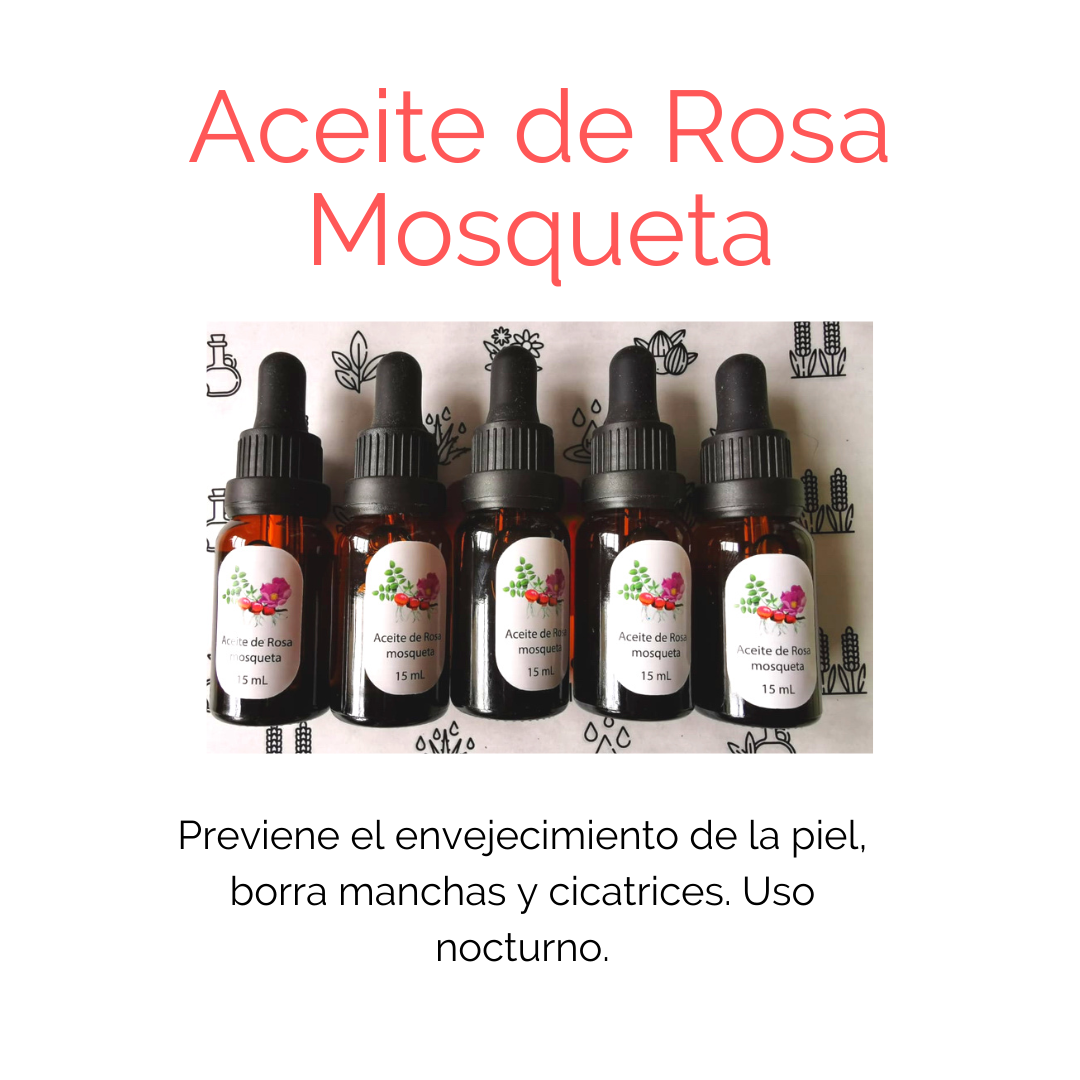 Aceite de Rosa
Mosqueta
Aceite de Rosa
mosqueta
15 mL
Aceite de Rosa
mosqueta
15 mL
Aceite de Rosa
mosqueta
15 mL
Aceite de Rosa
mosqueta
15 mL
Aceite de Rosa
mosqueta
15 mL
Previene el envejecimiento de la piel,
borra manchas y cicatrices. Uso
nocturno.